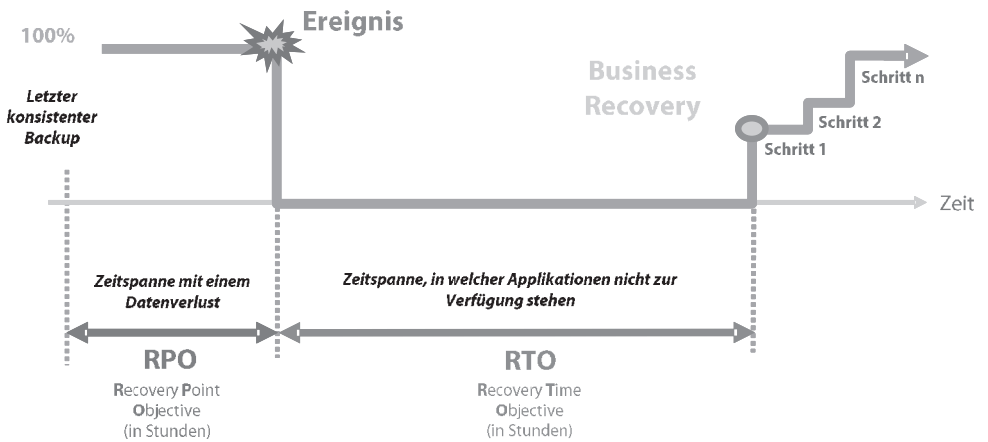 Ereignis
100%
Business
Recovery
Schritt n
Letzter
konsistenter
Backup
Schritt 2
Schritt 1
Zeit
Zeitspanne mit einem
Datenverlust
Zeitspanne, in welcher Applikationen nicht zur
Verfügung stehen
RPO
Recovery Point
Objective
(in Stunden)
RTO
Recovery Time
Objective
(in Stunden)